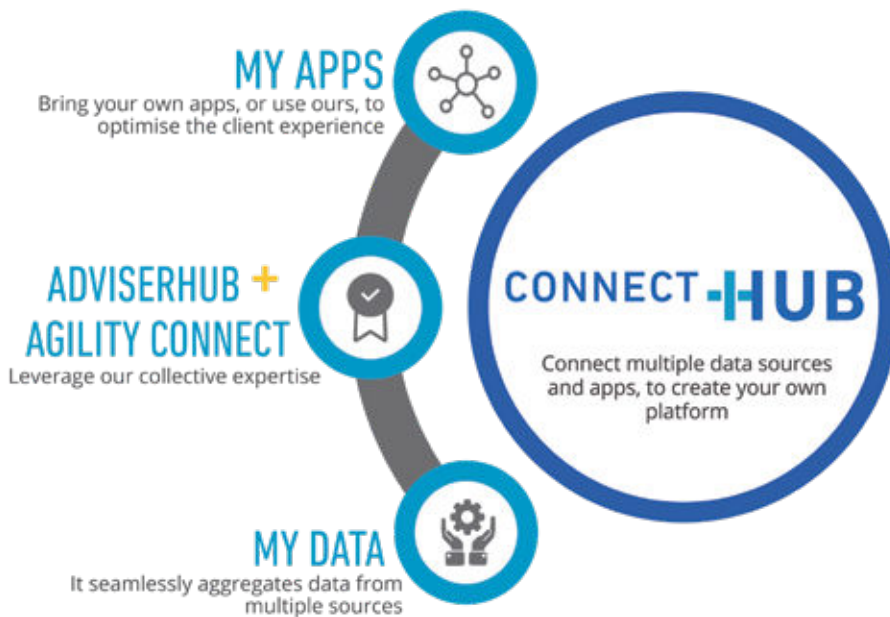 MY APPS
Bring your own apps, or use ours, to
optimise the client experience
ADVISERHUB +
AGILITY CONNECT
Leverage our collective expertise
MY DATA
It seamlessly aggregates data from
multiple sources
CONNECT HUB
Connect multiple data sources
and apps, to create your own
platform